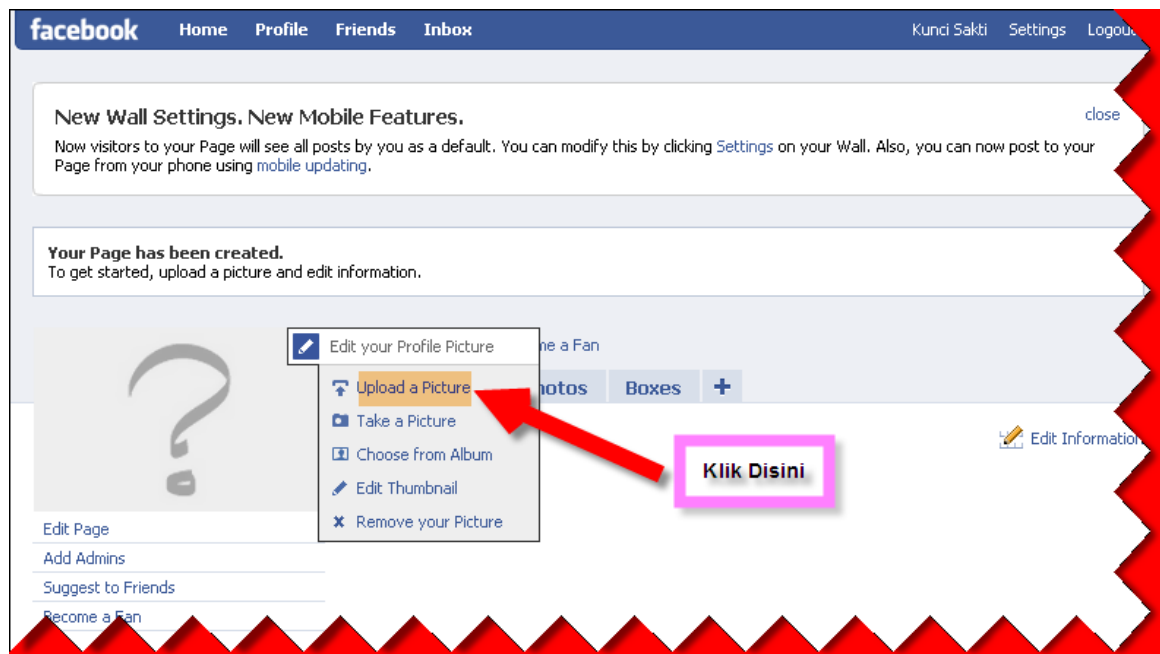 facebook Home Profile Friends Inbox Kunci Sakti Settings Logout
New Wall Settings. New Mobile Features. close
Now visitors to your Page will see all posts by you as a default. You can modify this by clicking Settings on your Wall. Also, you can now post to your
Page from your phone using mobile updating.
Your Page has been created.
To get started, upload a picture and edit information.
Edit your Profile Picture
a Fan
Upload a Picture
Boxes +
Take a Picture
Edit Information
Choose from Album
Klik Disini
Edit Thumbnail
Remove your Picture
Edit Page
Add Admins
Suggest to Friends
Become a Fan